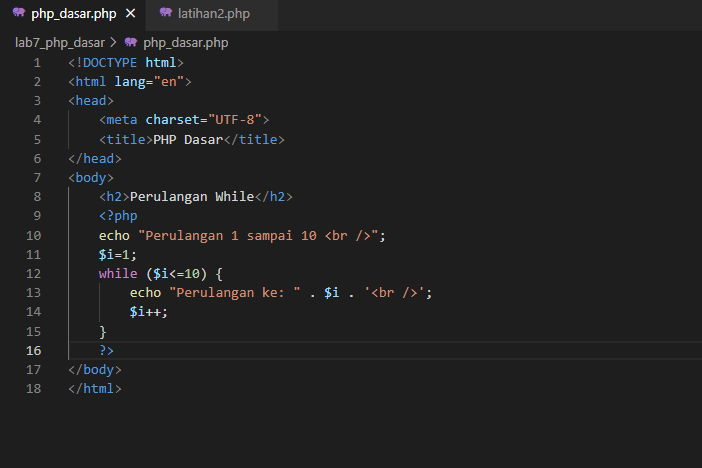 php_dasar.php × latihan2.php
lab7_php_dasar > php_dasar.php
1 <!DOCTYPE html>
2 <html lang="en">
3 <head>
4     <meta charset="UTF-8">
5     <title>PHP Dasar</title>
6 </head>
7 <body>
8     <h2>Perulangan While</h2>
9     <?php
10     echo "Perulangan 1 sampai 10 <br />";
11     $i=1;
12     while ($i<=10) {
13         echo "Perulangan ke: " . $i . '<br />';
14         $i++;
15     }
16     ?>
17 </body>
18 </html>